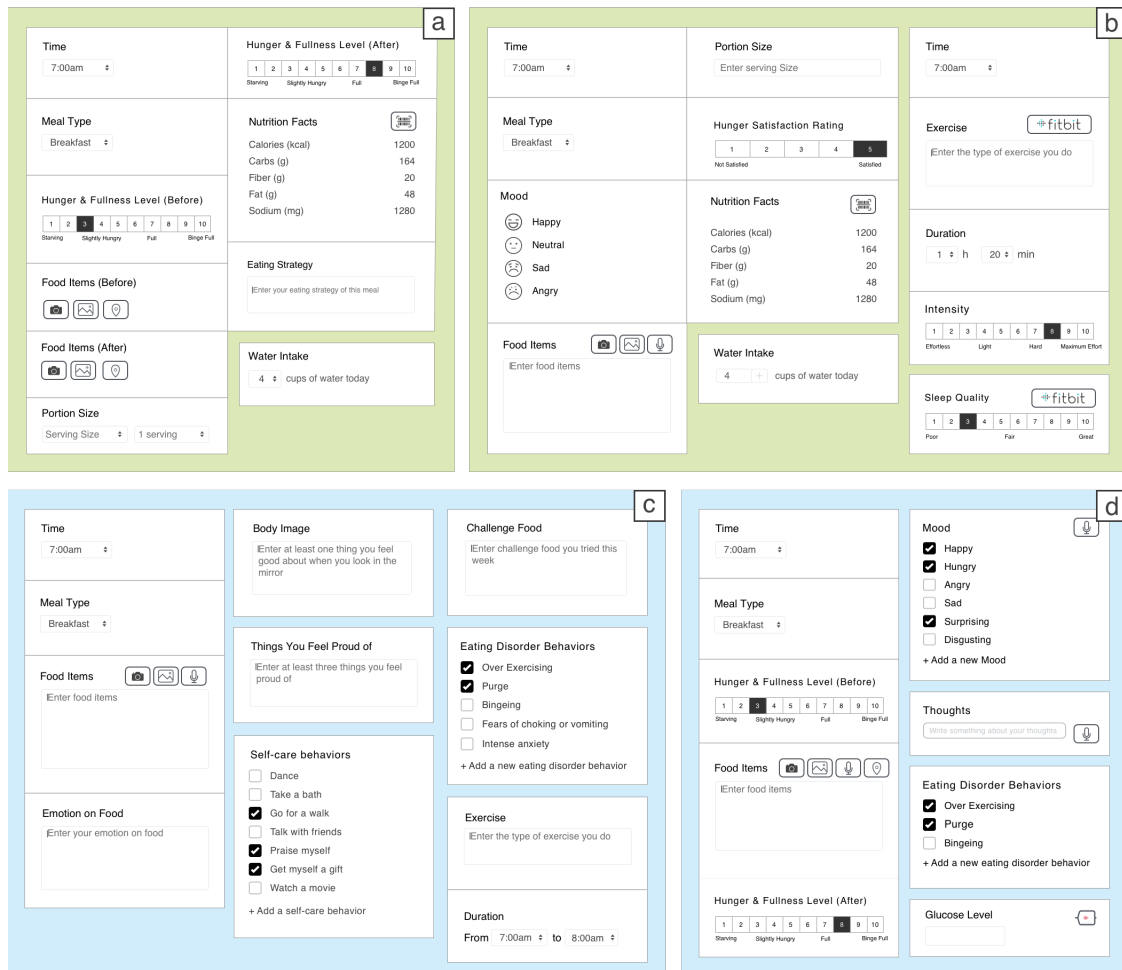 a
Time
7:00am
Meal Type
Breakfast
Hunger & Fullness Level (Before)
1 2 3 4 5 6 7 8 9 10
Starving Slightly Hungry Full Binge Full
Food Items (Before)
Food Items (After)
Portion Size
Serving Size 1 serving
Hunger & Fullness Level (After)
1 2 3 4 5 6 7 8 9 10
Starving Slightly Hungry Full Binge Full
Nutrition Facts
Calories (kcal) 1200
Carbs (g) 164
Fiber (g) 20
Fat (g) 48
Sodium (mg) 1280
Eating Strategy
Enter your eating strategy of this meal
Water Intake
4 cups of water today
b
Time
7:00am
Meal Type
Breakfast
Mood
Happy
Neutral
Sad
Angry
Food Items
Enter food items
Portion Size
Enter serving Size
Hunger Satisfaction Rating
1 2 3 4 5
Not Satisfied Satisfied
Nutrition Facts
Calories (kcal) 1200
Carbs (g) 164
Fiber (g) 20
Fat (g) 48
Sodium (mg) 1280
Water Intake
4 + cups of water today
Time
7:00am
Exercise fitbit
Enter the type of exercise you do
Duration
1 h 20 min
Intensity
1 2 3 4 5 6 7 8 9 10
Effortless Light Hard Maximum Effort
Sleep Quality fitbit
1 2 3 4 5 6 7 8 9 10
Poor Fair Great
c
Time
7:00am
Meal Type
Breakfast
Food Items
Enter food items
Emotion on Food
Enter your emotion on food
Body Image
Enter at least one thing you feel
good about when you look in the
mirror
Things You Feel Proud of
Enter at least three things you feel
proud of
Self-care behaviors
Dance
Take a bath
Go for a walk
Talk with friends
Praise myself
Get myself a gift
Watch a movie
+ Add a self-care behavior
Challenge Food
Enter challenge food you tried this
week
Eating Disorder Behaviors
Over Exercising
Purge
Bingeing
Fears of choking or vomiting
Intense anxiety
+ Add a new eating disorder behavior
Exercise
Enter the type of exercise you do
Duration
From 7:00am to 8:00am
d
Time
7:00am
Meal Type
Breakfast
Hunger & Fullness Level (Before)
1 2 3 4 5 6 7 8 9 10
Starving Slightly Hungry Full Binge Full
Food Items
Enter food items
Hunger & Fullness Level (After)
1 2 3 4 5 6 7 8 9 10
Starving Slightly Hungry Full Binge Full
Mood
Happy
Hungry
Angry
Sad
Surprising
Disgusting
+ Add a new Mood
Thoughts
Write something about your thoughts
Eating Disorder Behaviors
Over Exercising
Purge
Bingeing
+ Add a new eating disorder behavior
Glucose Level